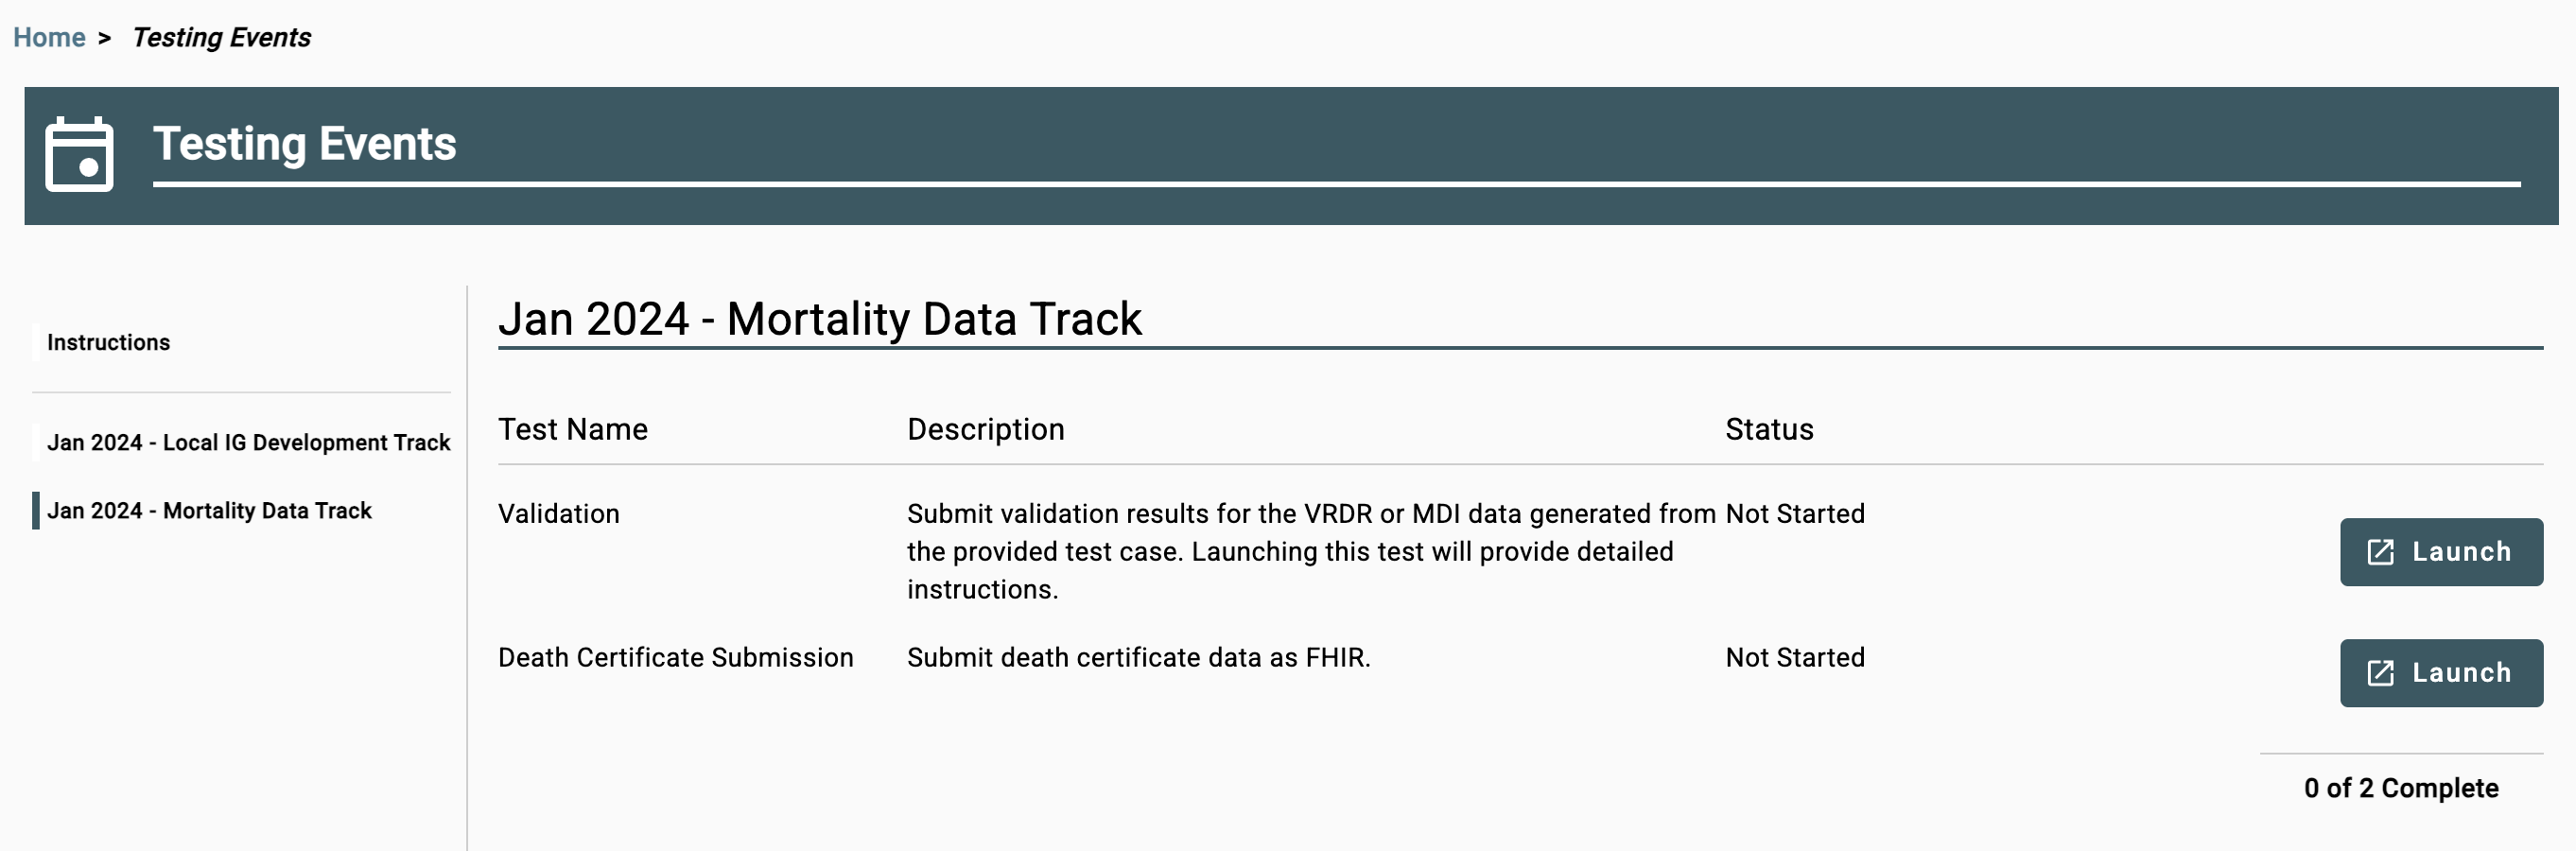 Home > Testing Events
Testing Events
Instructions
Jan 2024 - Local IG Development Track
Jan 2024 - Mortality Data Track
Jan 2024 - Mortality Data Track
Test Name Description Status
Validation Submit validation results for the VRDR or MDI data generated from Not Started
the provided test case. Launching this test will provide detailed
instructions.
Launch
Death Certificate Submission Submit death certificate data as FHIR. Not Started
Launch
0 of 2 Complete